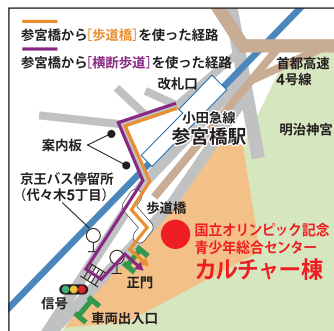 参宮橋から[歩道橋]を使った経路
参宮橋から[横断歩道]を使った経路
改札口
首都高速
4号線
小田急線
参宮橋駅
明治神宮
案内板
京王バス停留所
(代々木5丁目)
歩道橋
国立オリンピック記念
青少年総合センター
カルチャー棟
正門
信号
車両出入口